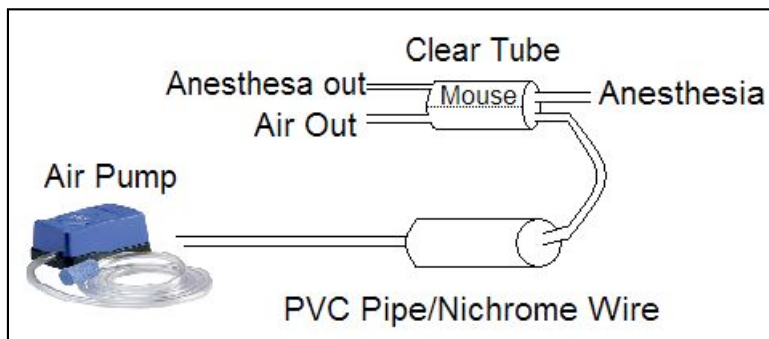 Clear Tube
Anesthesa out
Mouse
Anesthesia
Air Out
Air Pump
PVC Pipe/Nichrome Wire